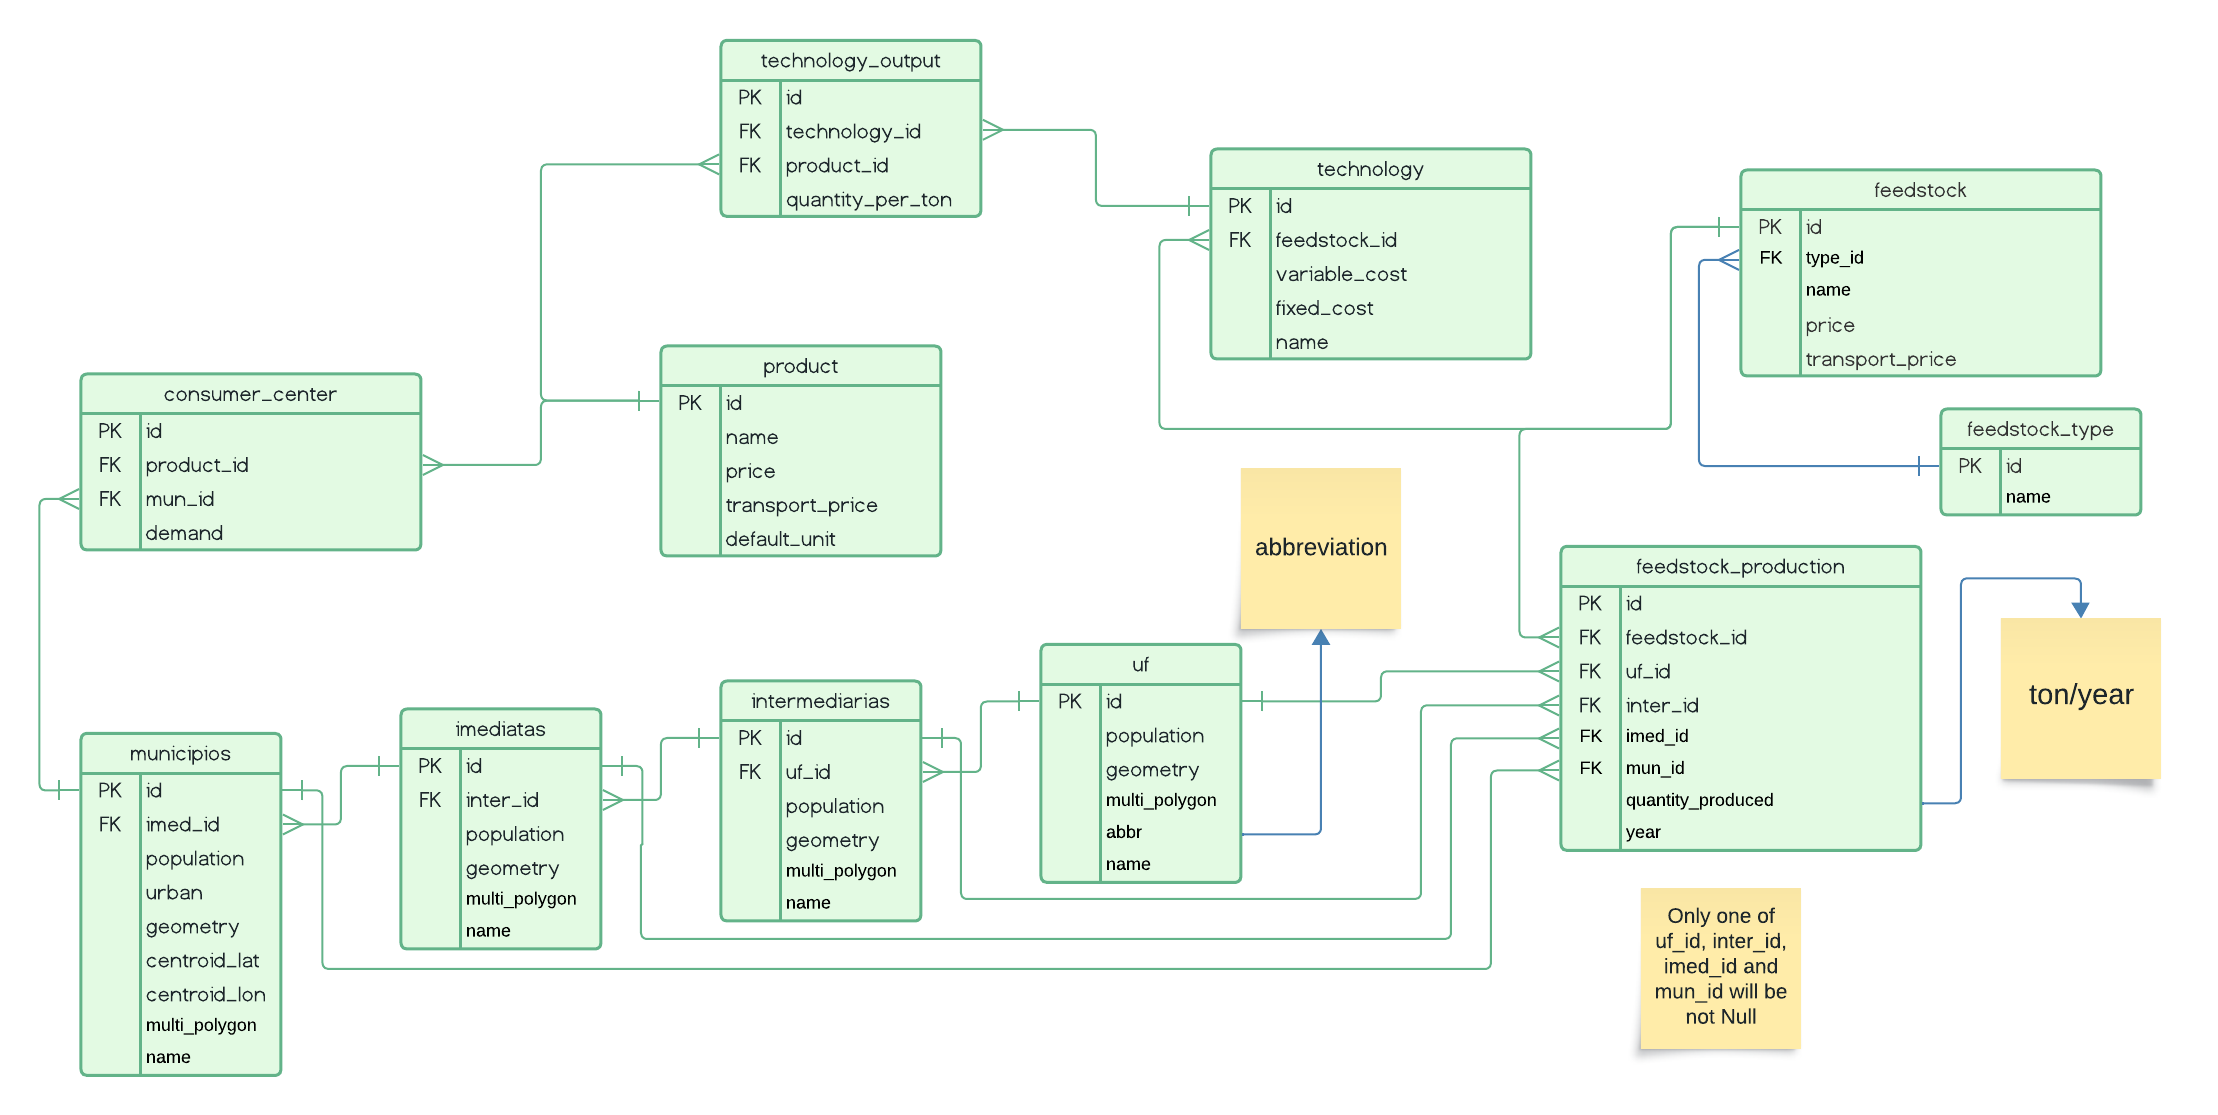 technology_output
PK id
FK technology_id
FK product_id
quantity_per_ton
technology
PK id
FK feedstock_id
variable_cost
fixed_cost
name
feedstock
PK id
FK type_id
name
price
transport_price
consumer_center
PK id
FK product_id
FK mun_id
demand
product
PK id
name
price
transport_price
default_unit
feedstock_type
PK id
name
abbreviation
feedstock_production
PK id
FK feedstock_id
FK uf_id
FK inter_id
FK imed_id
FK mun_id
quantity_produced
year
ton/year
municipios
PK id
FK imed_id
population
urban
geometry
centroid_lat
centroid_lon
multi_polygon
name
imediatas
PK id
FK inter_id
population
geometry
multi_polygon
name
intermediarias
PK id
FK uf_id
population
geometry
multi_polygon
name
uf
PK id
population
geometry
multi_polygon
abbr
name
Only one of
uf_id, inter_id,
imed_id and
mun_id will be
not Null